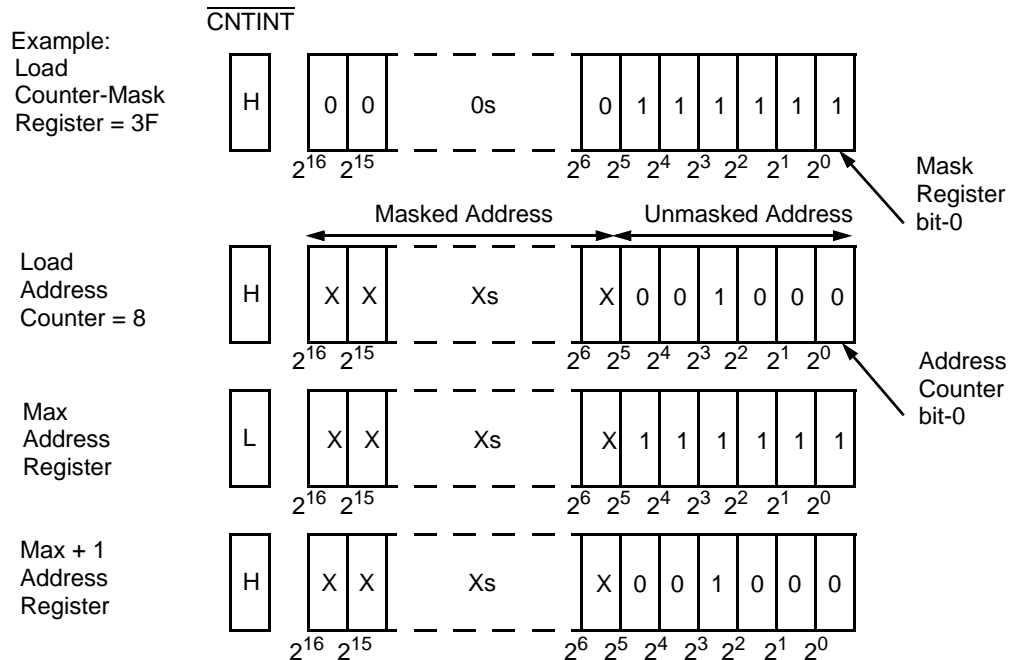 CNTINT
Example:
Load
Counter-Mask
Register = 3F
H 0 0 0s 0 1 1 1 1 1 1
2^16 2^15 2^6 2^5 2^4 2^3 2^2 2^1 2^0
Mask
Register
bit-0
Masked Address Unmasked Address
Load
Address
Counter = 8
H X X Xs X 0 0 1 0 0 0
2^16 2^15 2^6 2^5 2^4 2^3 2^2 2^1 2^0
Address
Counter
bit-0
Max
Address
Register
L X X Xs X 1 1 1 1 1 1
2^16 2^15 2^6 2^5 2^4 2^3 2^2 2^1 2^0
Max + 1
Address
Register
H X X Xs X 0 0 1 0 0 0
2^16 2^15 2^6 2^5 2^4 2^3 2^2 2^1 2^0